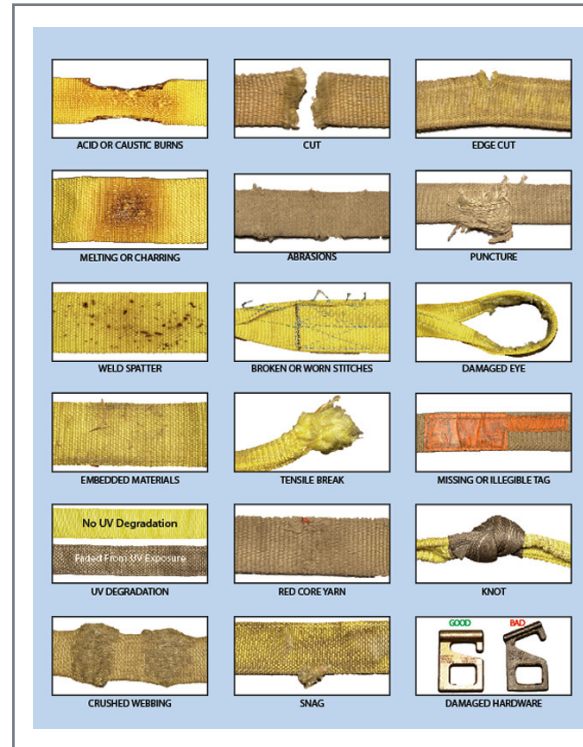 ACID OR CAUSTIC BURNS
CUT
EDGE CUT
MELTING OR CHARRING
ABRASIONS
PUNCTURE
WELD SPATTER
BROKEN OR WORN STITCHES
DAMAGED EYE
EMBEDDED MATERIALS
TENSILE BREAK
MISSING OR ILLEGIBLE TAG
No UV Degradation
Faded From UV Exposure
UV DEGRADATION
RED CORE YARN
KNOT
CRUSHED WEBBING
SNAG
GOOD
BAD
DAMAGED HARDWARE